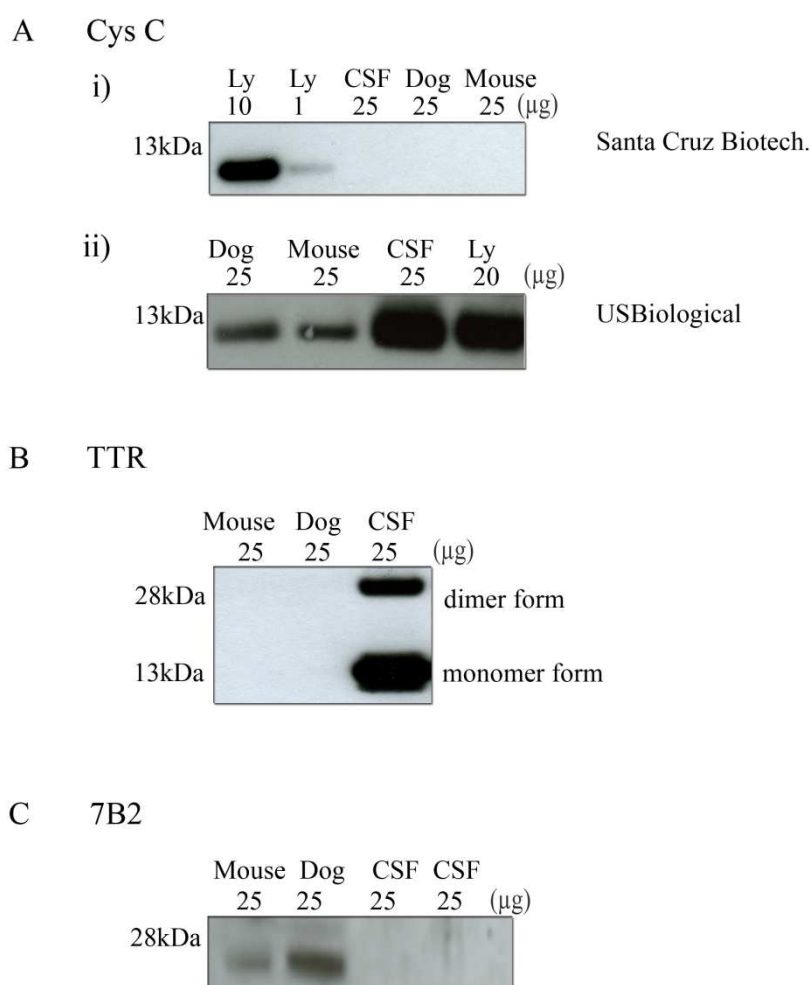 A Cys C
i)
Ly Ly CSF Dog Mouse
10 1 25 25 25 (µg)
13kDa
Santa Cruz Biotech.
ii)
Dog Mouse CSF Ly
25 25 25 20 (µg)
13kDa
USBiological
B TTR
Mouse Dog CSF
25 25 25 (µg)
28kDa
dimer form
13kDa
monomer form
C 7B2
Mouse Dog CSF CSF
25 25 25 25 (µg)
28kDa